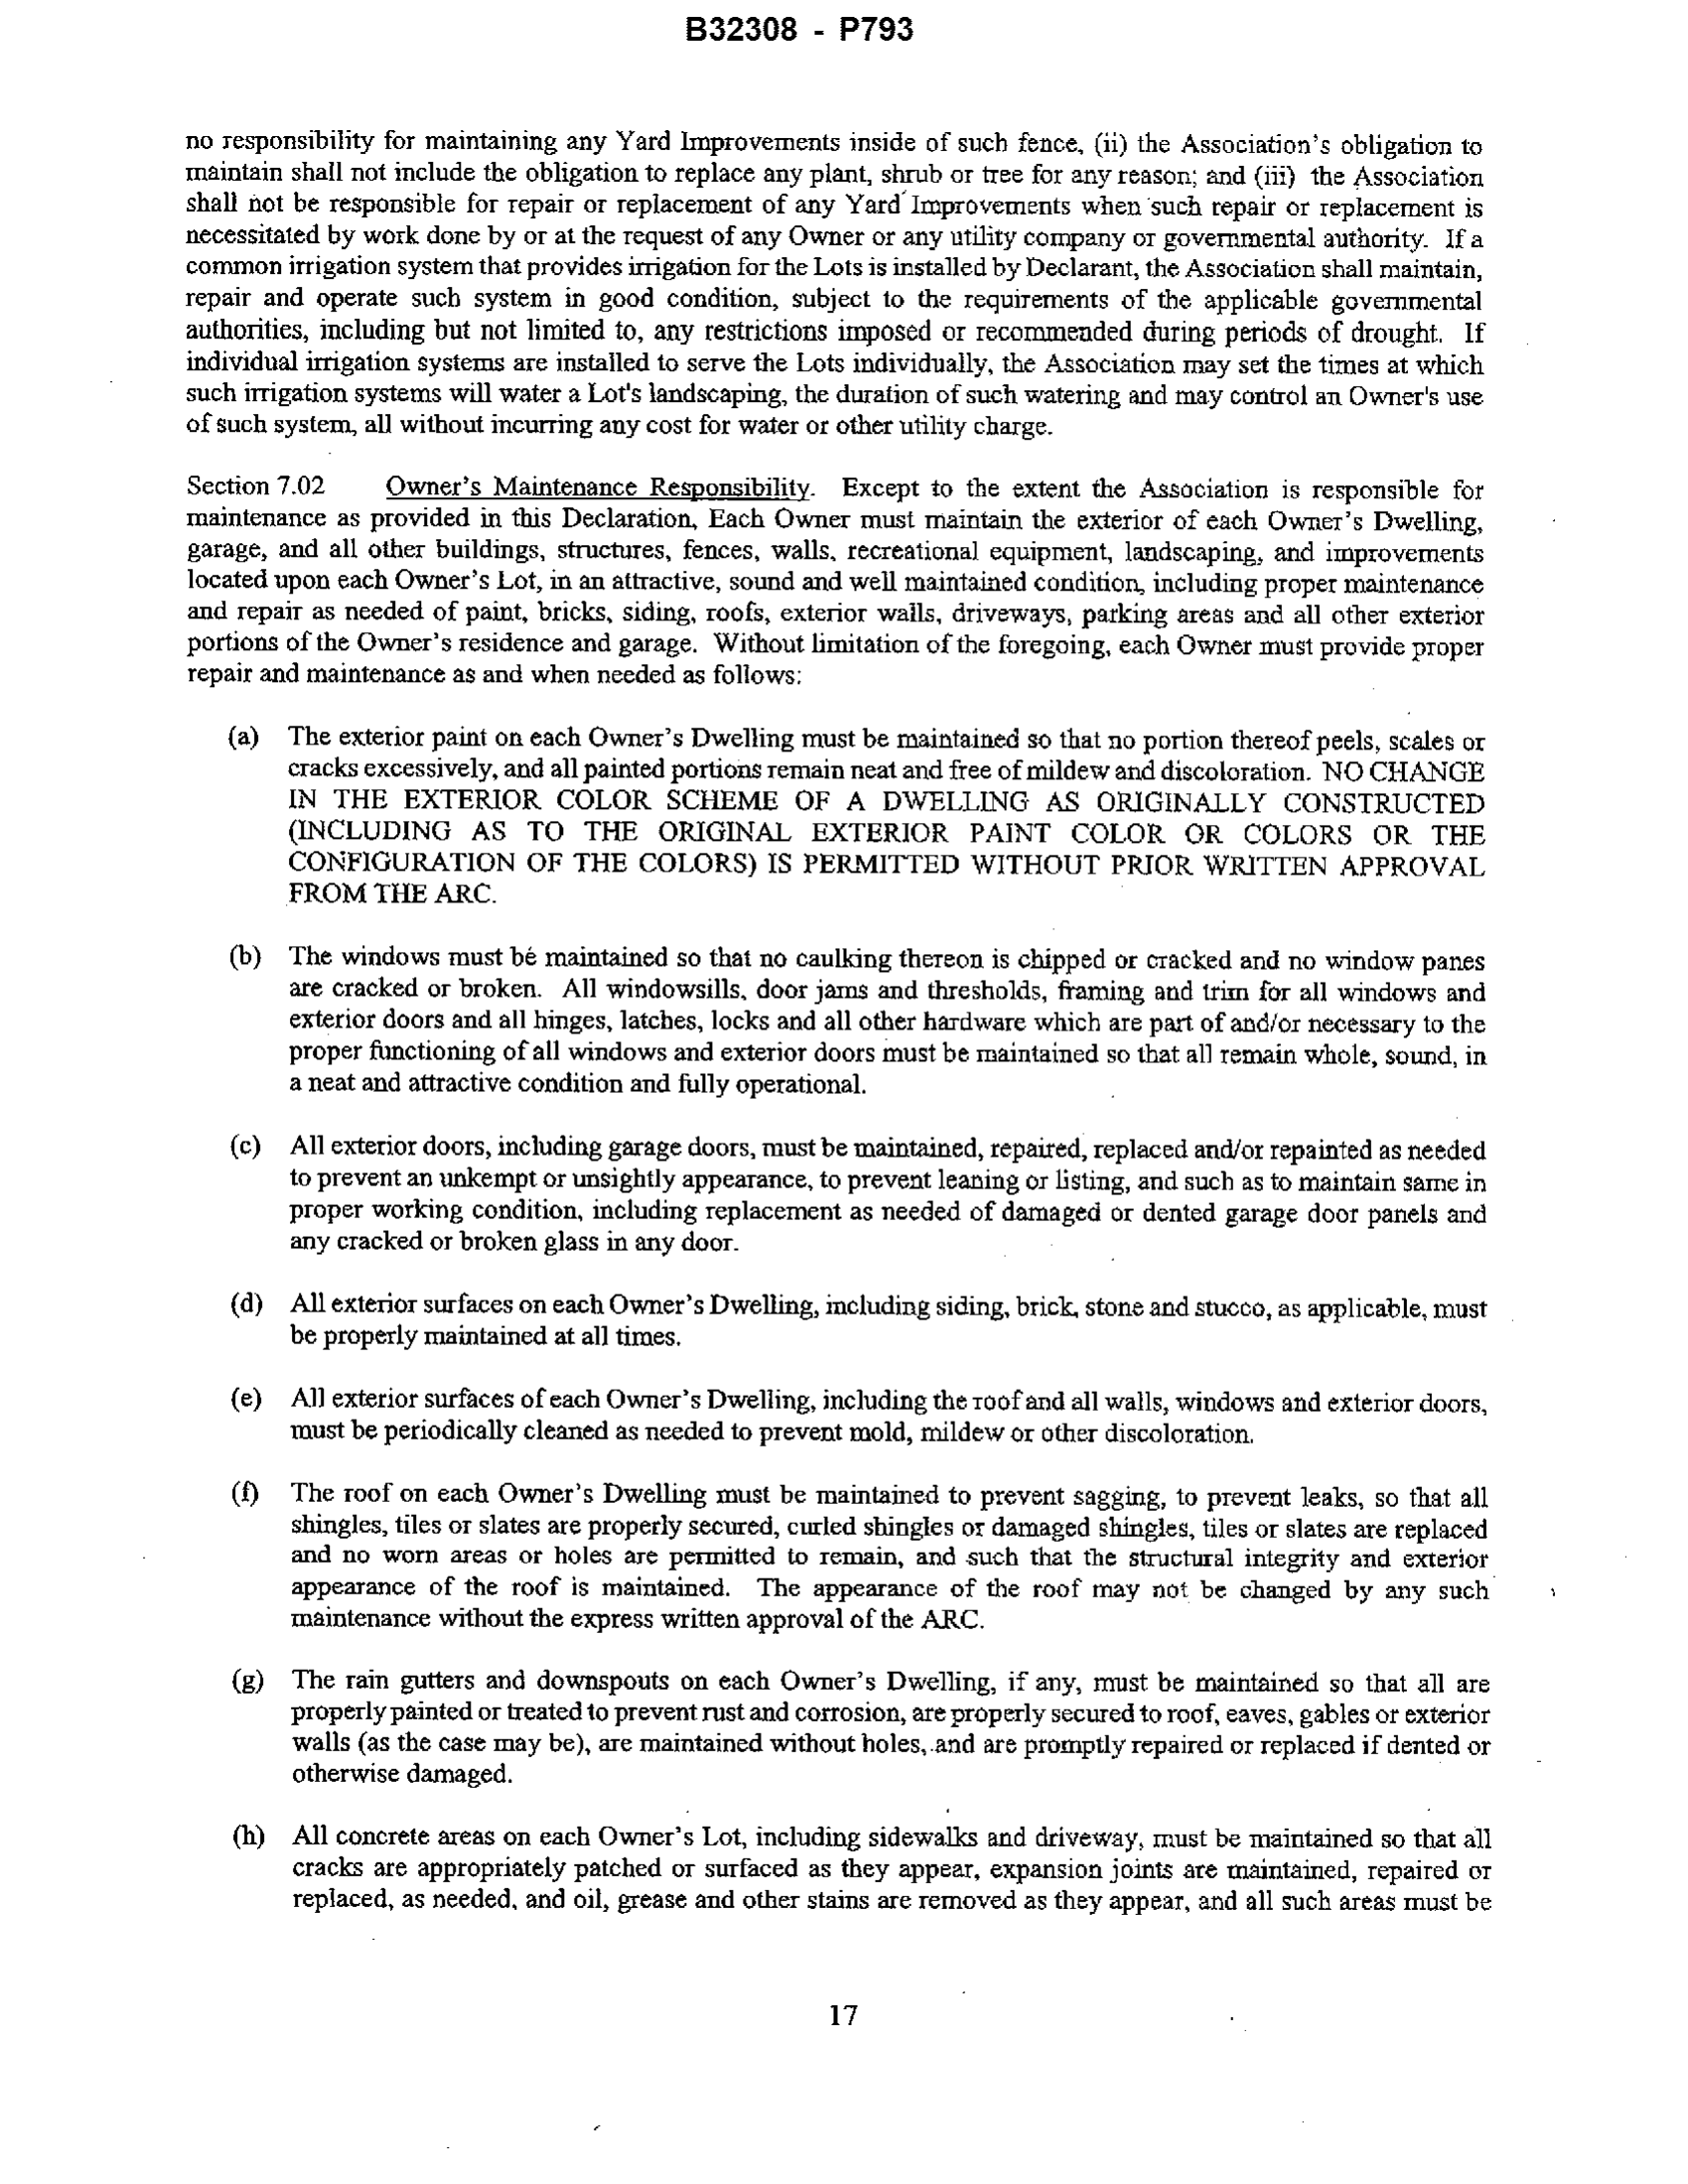 B32308 - P793
no responsibility for maintaining any Yard Improvements inside of such fence, (ii) the Association's obligation to
maintain shall not include the obligation to replace any plant, shrub or tree for any reason; and (iii) the Association
shall not be responsible for repair or replacement of any Yard Improvements when such repair or replacement is
necessitated by work done by or at the request of any Owner or any utility company or governmental authority. If a
common irrigation system that provides irrigation for the Lots is installed by Declarant, the Association shall maintain,
repair and operate such system in good condition, subject to the requirements of the applicable governmental
authorities, including but not limited to, any restrictions imposed or recommended during periods of drought. If
individual irrigation systems are installed to serve the Lots individually, the Association may set the times at which
such irrigation systems will water a Lot's landscaping, the duration of such watering and may control an Owner's use
of such system, all without incurring any cost for water or other utility charge.
Section 7.02 Owner's Maintenance Responsibility. Except to the extent the Association is responsible for
maintenance as provided in this Declaration, Each Owner must maintain the exterior of each Owner's Dwelling,
garage, and all other buildings, structures, fences, walls, recreational equipment, landscaping, and improvements
located upon each Owner's Lot, in an attractive, sound and well maintained condition, including proper maintenance
and repair as needed of paint, bricks, siding, roofs, exterior walls, driveways, parking areas and all other exterior
portions of the Owner's residence and garage. Without limitation of the foregoing, each Owner must provide proper
repair and maintenance as and when needed as follows:
(a) The exterior paint on each Owner's Dwelling must be maintained so that no portion thereof peels, scales or
cracks excessively, and all painted portions remain neat and free of mildew and discoloration. NO CHANGE
IN THE EXTERIOR COLOR SCHEME OF A DWELLING AS ORIGINALLY CONSTRUCTED
(INCLUDING AS TO THE ORIGINAL EXTERIOR PAINT COLOR OR COLORS OR THE
CONFIGURATION OF THE COLORS) IS PERMITTED WITHOUT PRIOR WRITTEN APPROVAL
FROM THE ARC.
(b) The windows must be maintained so that no caulking thereon is chipped or cracked and no window panes
are cracked or broken. All windowsills, door jams and thresholds, framing and trim for all windows and
exterior doors and all hinges, latches, locks and all other hardware which are part of and/or necessary to the
proper functioning of all windows and exterior doors must be maintained so that all remain whole, sound, in
a neat and attractive condition and fully operational.
(c) All exterior doors, including garage doors, must be maintained, repaired, replaced and/or repainted as needed
to prevent an unkempt or unsightly appearance, to prevent leaning or listing, and such as to maintain same in
proper working condition, including replacement as needed of damaged or dented garage door panels and
any cracked or broken glass in any door.
(d) All exterior surfaces on each Owner's Dwelling, including siding, brick, stone and stucco, as applicable, must
be properly maintained at all times.
(e) All exterior surfaces of each Owner's Dwelling, including the roof and all walls, windows and exterior doors,
must be periodically cleaned as needed to prevent mold, mildew or other discoloration.
(f) The roof on each Owner's Dwelling must be maintained to prevent sagging, to prevent leaks, so that all
shingles, tiles or slates are properly secured, curled shingles or damaged shingles, tiles or slates are replaced
and no worn areas or holes are permitted to remain, and such that the structural integrity and exterior
appearance of the roof is maintained. The appearance of the roof may not be changed by any such
maintenance without the express written approval of the ARC.
(g) The rain gutters and downspouts on each Owner's Dwelling, if any, must be maintained so that all are
properly painted or treated to prevent rust and corrosion, are properly secured to roof, eaves, gables or exterior
walls (as the case may be), are maintained without holes, and are promptly repaired or replaced if dented or
otherwise damaged.
(h) All concrete areas on each Owner's Lot, including sidewalks and driveway, must be maintained so that all
cracks are appropriately patched or surfaced as they appear, expansion joints are maintained, repaired or
replaced, as needed, and oil, grease and other stains are removed as they appear, and all such areas must be
17